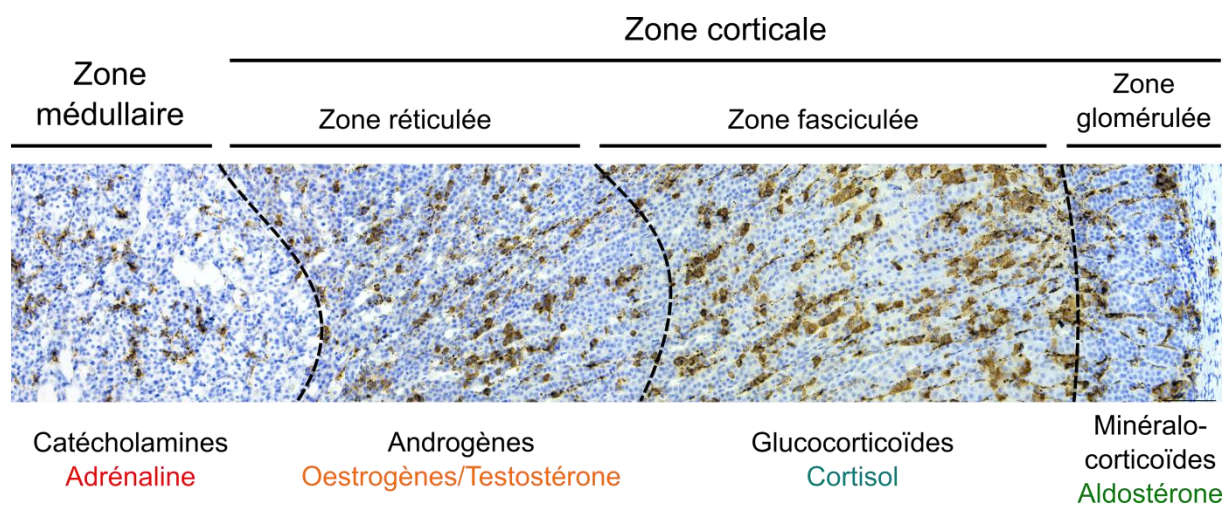 Zone corticale
Zone
médullaire
Zone réticulée
Zone fasciculée
Zone
glomérulée
Catécholamines
Adrénaline
Androgènes
Oestrogènes/Testostérone
Glucocorticoïdes
Cortisol
Minéralo-
corticoïdes
Aldostérone